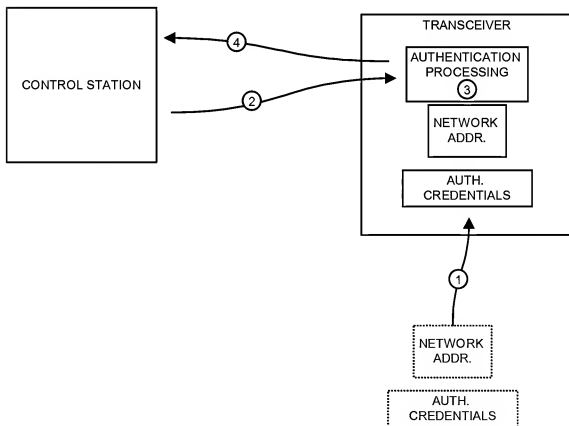 TRANSCEIVER
4
AUTHENTICATION
PROCESSING
3
CONTROL STATION
2
NETWORK
ADDR.
AUTH.
CREDENTIALS
1
NETWORK
ADDR.
AUTH.
CREDENTIALS